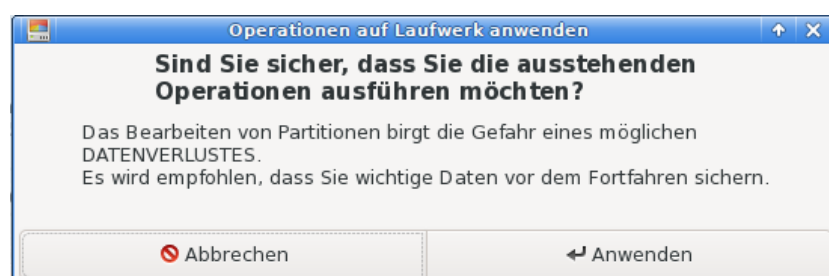 Operationen auf Laufwerk anwenden
Sind Sie sicher, dass Sie die ausstehenden
Operationen ausführen möchten?
Das Bearbeiten von Partitionen birgt die Gefahr eines möglichen
DATENVERLUSTES.
Es wird empfohlen, dass Sie wichtige Daten vor dem Fortfahren sichern.
Abbrechen
Anwenden